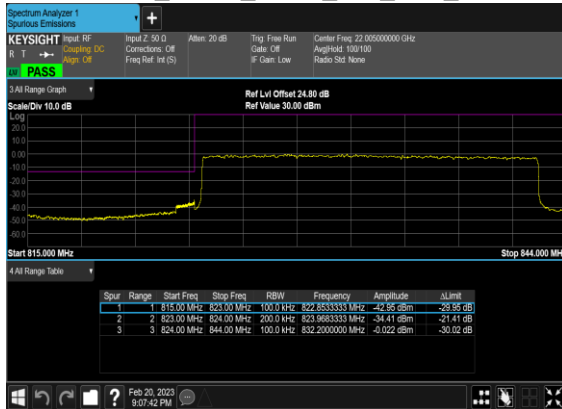 Spectrum Analyzer 1
Spurious Emissions
+
KEYSIGHT Input: RF Input Z: 50 Ω Atten: 20 dB Trig: Free Run Center Freq: 22.005000000 GHz
R T Coupling: DC Corrections: Off Gate: Off Avg|Hold: 100/100
Align: Off Freq Ref: Int (S) IF Gain: Low Radio Std: None
PASS
3 All Range Graph Ref Lvl Offset 24.80 dB
Scale/Div 10.0 dB Ref Value 30.00 dBm
Log
20.0
10.0
0.00
-10.0
-20.0
-30.0
-40.0
-50.0
-60.0
Start 815.000 MHz Stop 844.000 MHz
4 All Range Table
Spur Range Start Freq Stop Freq RBW Frequency Amplitude ΔLimit
1 1 815.00 MHz 823.00 MHz 100.0 kHz 822.8533333 MHz -42.95 dBm -29.95 dB
2 2 823.00 MHz 824.00 MHz 200.0 kHz 823.9683333 MHz -34.41 dBm -21.41 dB
3 3 824.00 MHz 844.00 MHz 100.0 kHz 832.2000000 MHz -0.022 dBm -30.02 dB
? Feb 20, 2023
9:07:42 PM